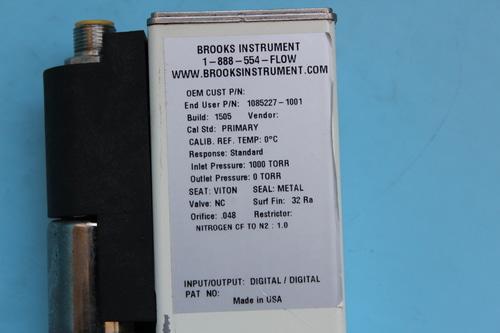 BROOKS INSTRUMENT
1-888-554-FLOW
WWW.BROOKSINSTRUMENT.COM
OEM CUST P/N:
End User P/N: 1085227-1001
Build: 1505 Vendor:
Cal Std: PRIMARY
CALIB. REF. TEMP: 0°C
Response: Standard
Inlet Pressure: 1000 TORR
Outlet Pressure: 0 TORR
SEAT: VITON SEAL: METAL
Valve: NC Surf Fin: 32 Ra
Orifice: .048 Restrictor:
NITROGEN CF TO N2 : 1.0
INPUT/OUTPUT: DIGITAL / DIGITAL
PAT NO:
Made in USA